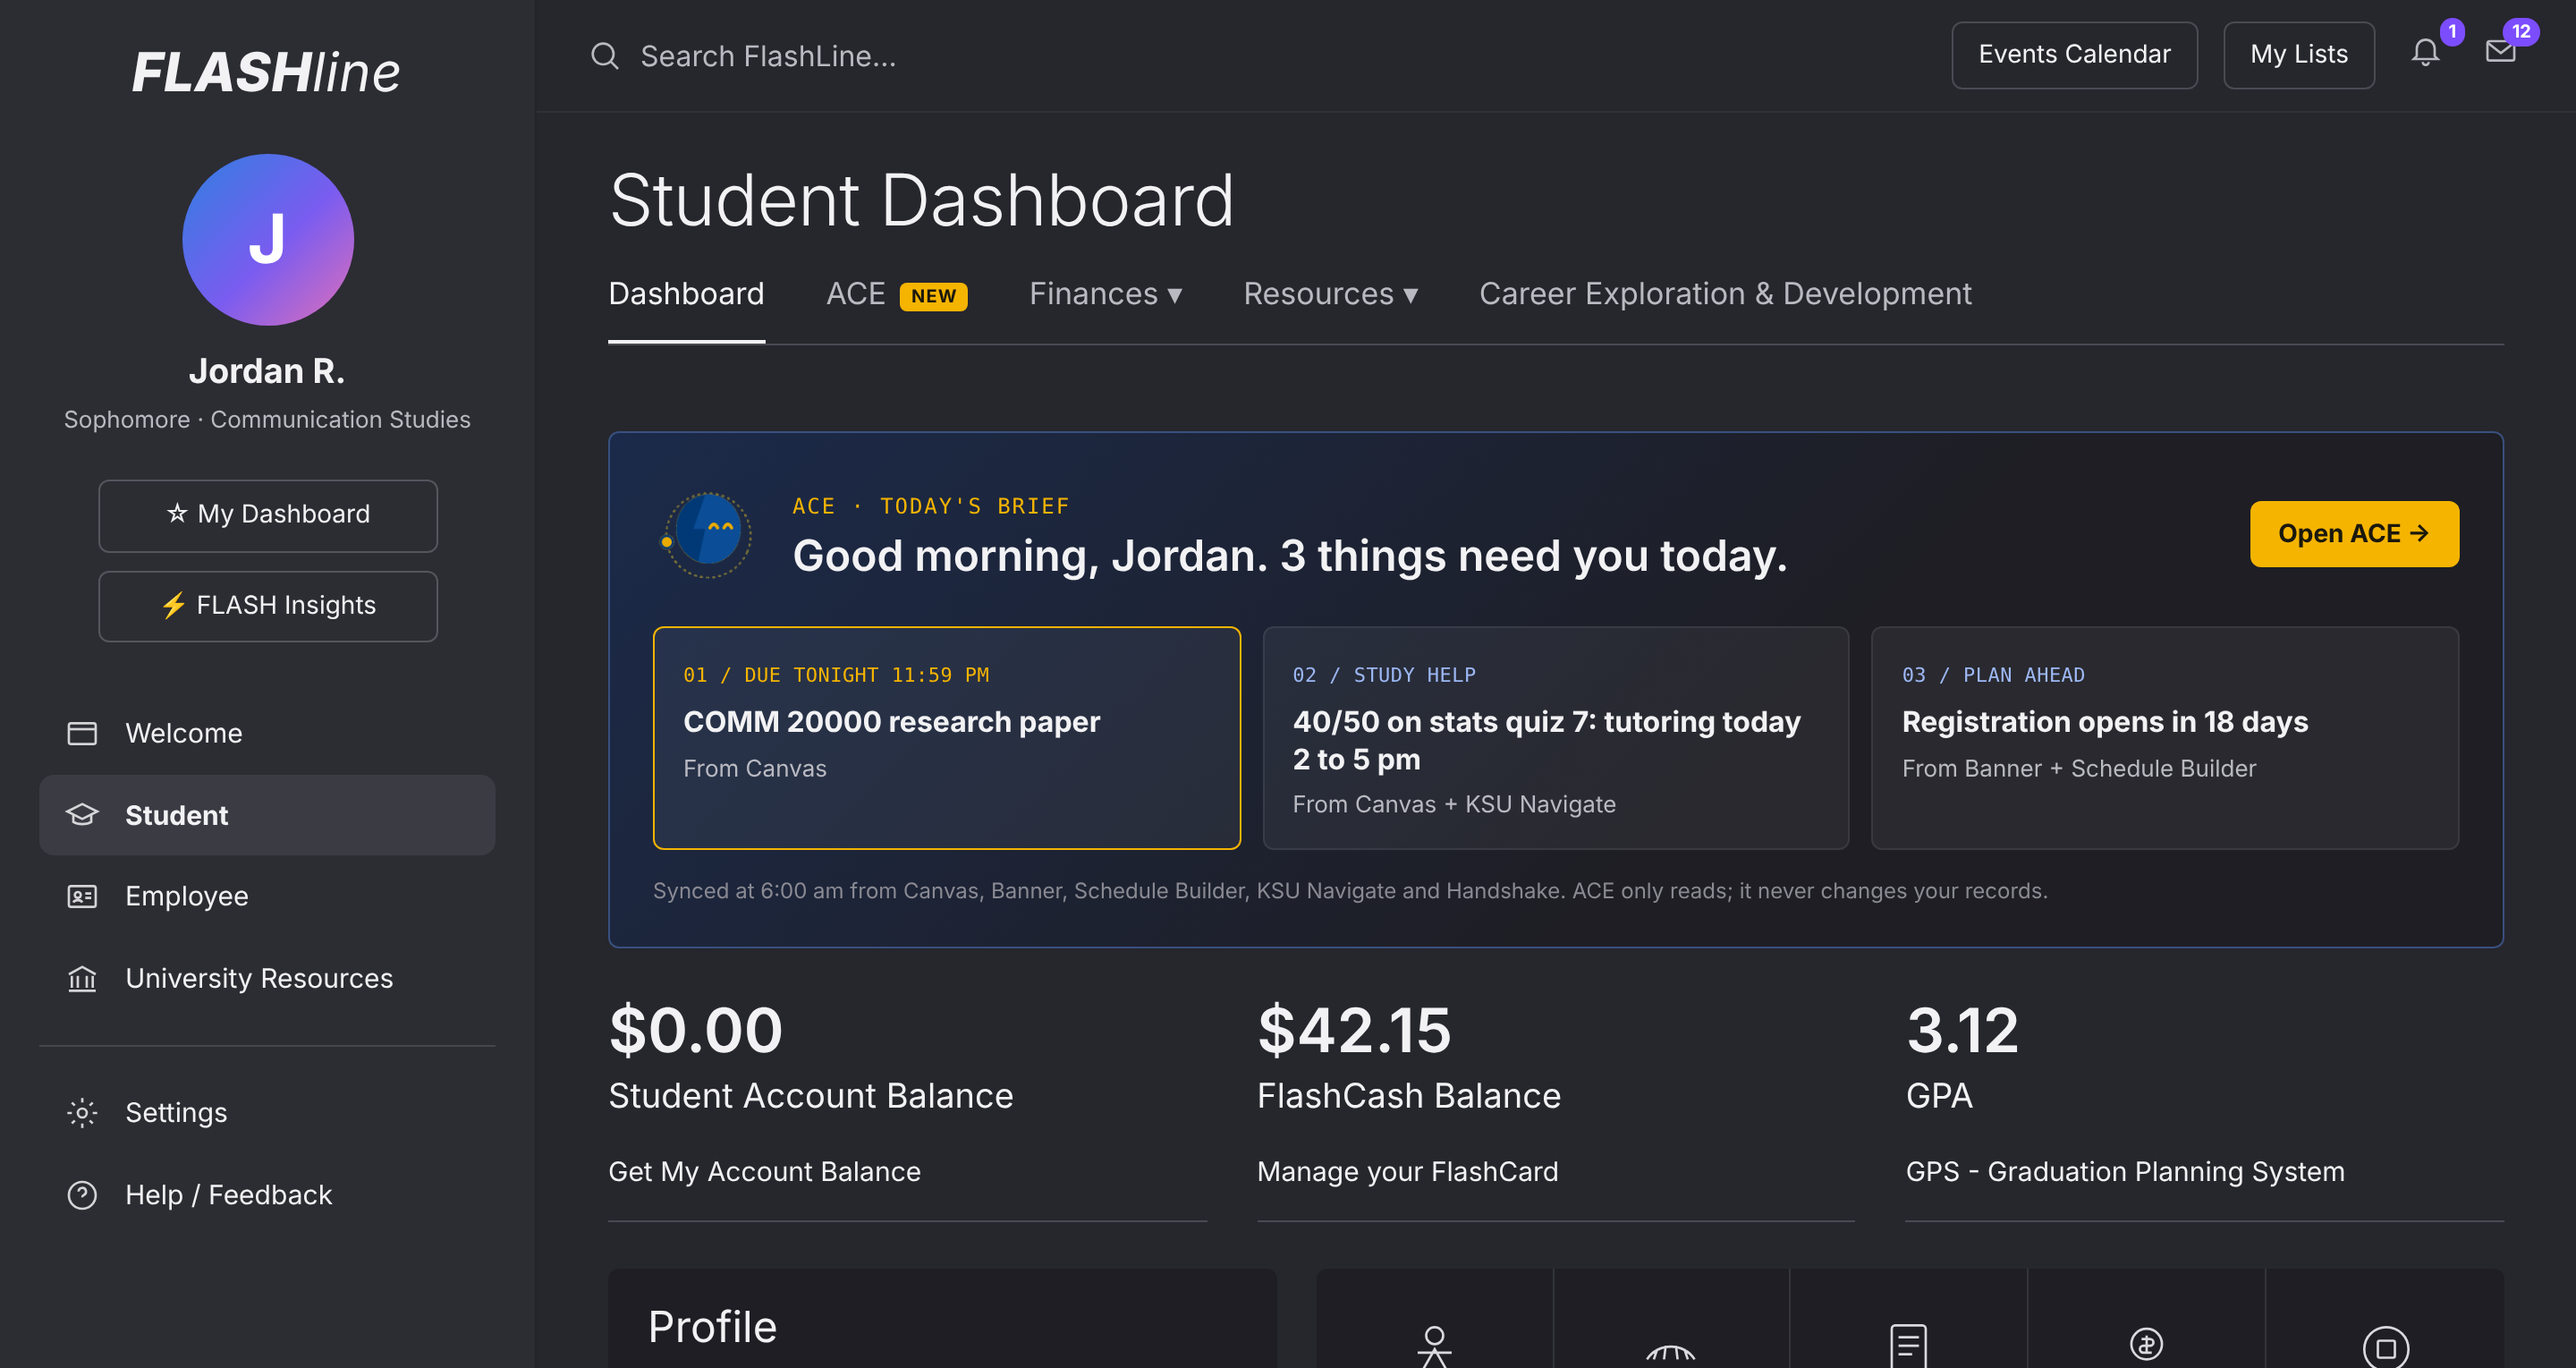 FLASHline
J
Jordan R.
Sophomore · Communication Studies
☆ My Dashboard
⚡ FLASH Insights
Welcome
Student
Employee
University Resources
Settings
Help / Feedback
Search FlashLine...
Events Calendar
My Lists
1
12
Student Dashboard
Dashboard
ACE NEW
Finances ▾
Resources ▾
Career Exploration & Development
ACE · TODAY'S BRIEF
Good morning, Jordan. 3 things need you today.
Open ACE →
01 / DUE TONIGHT 11:59 PM
COMM 20000 research paper
From Canvas
02 / STUDY HELP
40/50 on stats quiz 7: tutoring today
2 to 5 pm
From Canvas + KSU Navigate
03 / PLAN AHEAD
Registration opens in 18 days
From Banner + Schedule Builder
Synced at 6:00 am from Canvas, Banner, Schedule Builder, KSU Navigate and Handshake. ACE only reads; it never changes your records.
$0.00
Student Account Balance
Get My Account Balance
$42.15
FlashCash Balance
Manage your FlashCard
3.12
GPA
GPS - Graduation Planning System
Profile